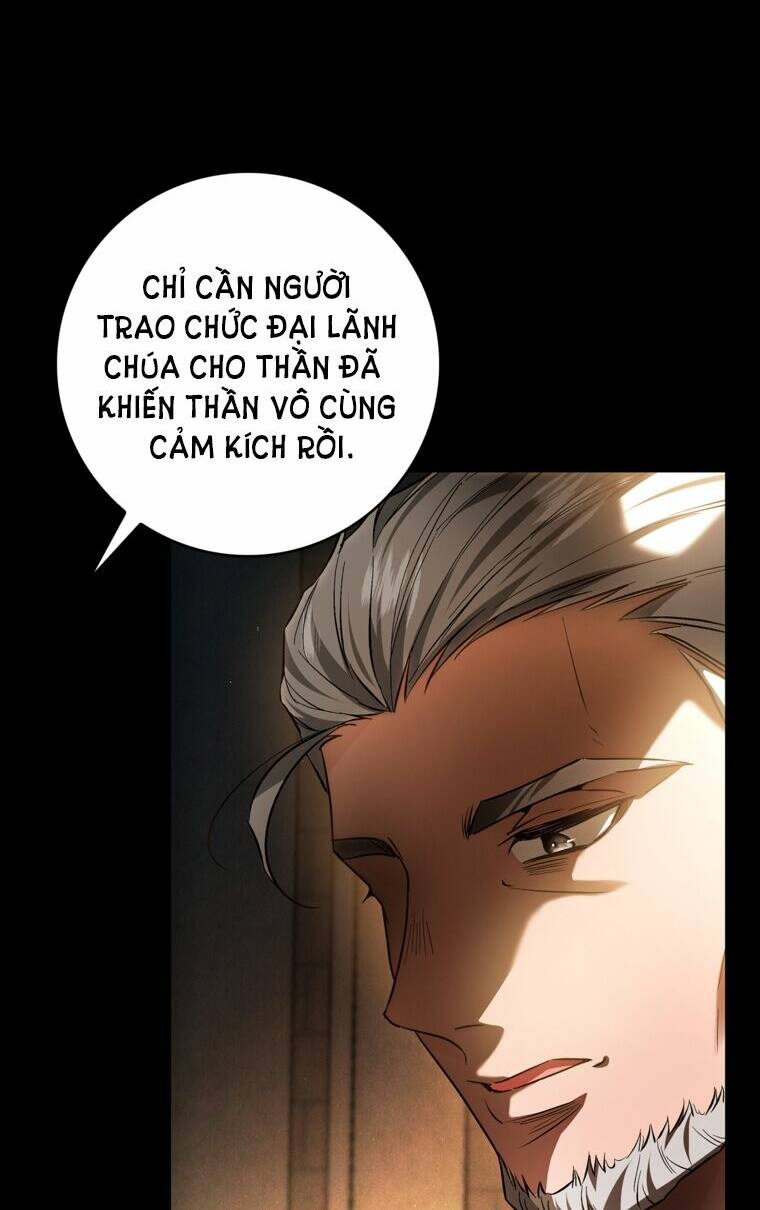 CHỈ CẦN NGƯỜI
TRAO CHỨC ĐẠI LÃNH
CHÚA CHO THẦN ĐÃ
KHIẾN THẦN VÔ CÙNG
CẢM KÍCH RỒI.